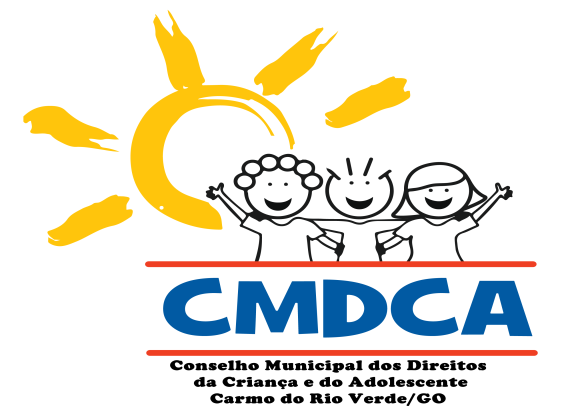 CMDCA
Conselho Municipal dos Direitos
da Criança e do Adolescente
Carmo do Rio Verde/GO